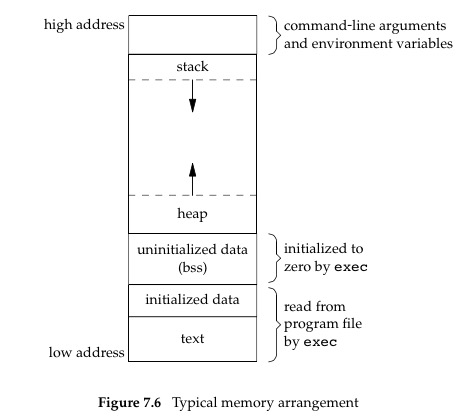 high address
command-line arguments
and environment variables
stack
heap
uninitialized data
(bss)
initialized to
zero by exec
initialized data
read from
program file
by exec
text
low address
Figure 7.6 Typical memory arrangement